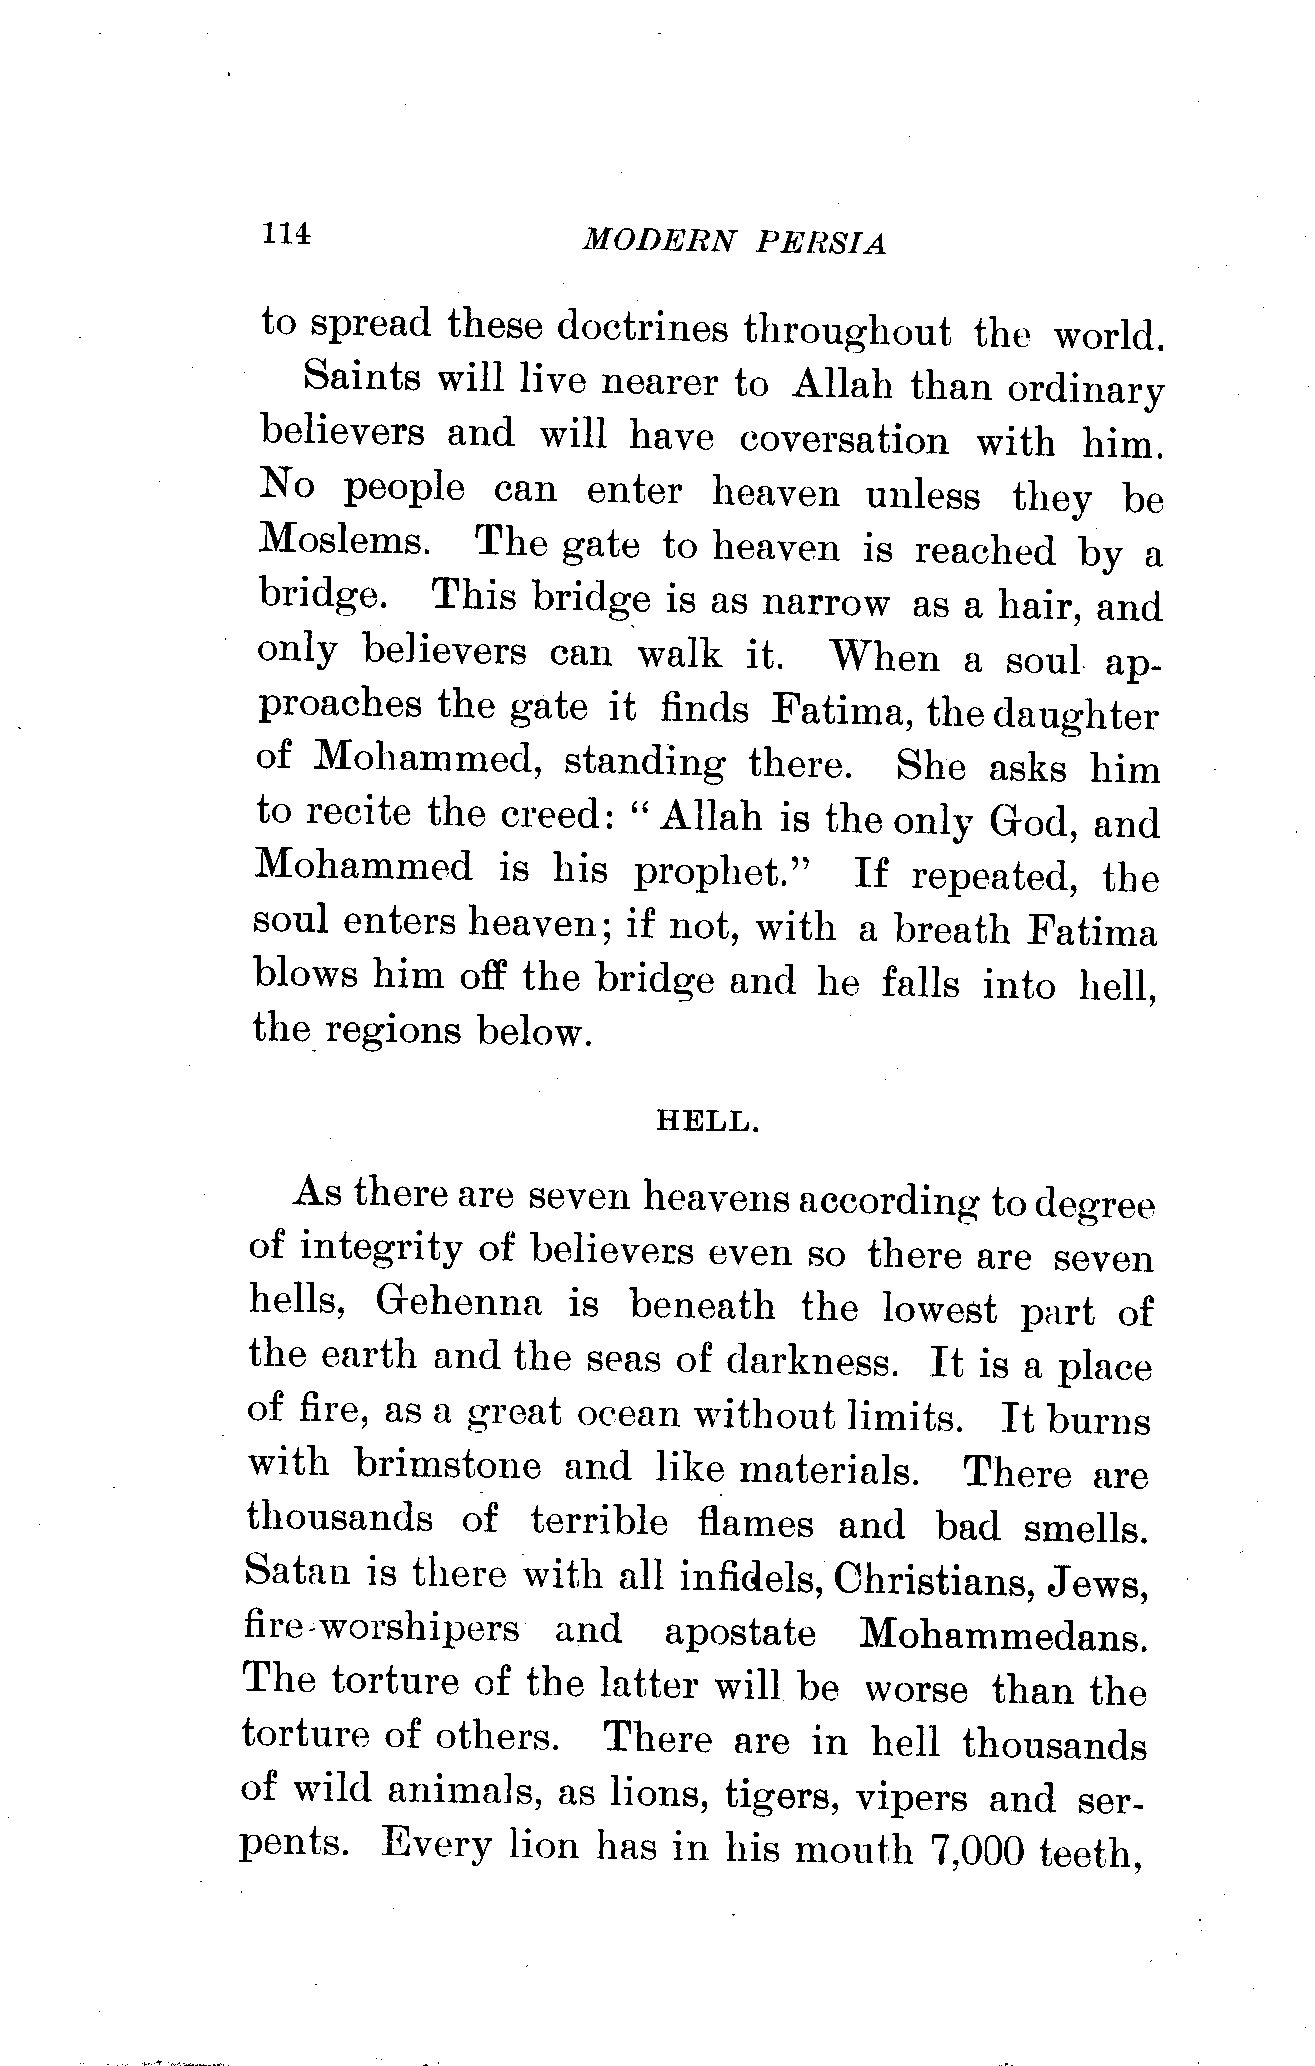 114 MODERN PERSIA
to spread these doctrines throughout the world.
Saints will live nearer to Allah than ordinary
believers and will have coversation with him.
No people can enter heaven unless they be
Moslems. The gate to heaven is reached by a
bridge. This bridge is as narrow as a hair, and
only believers can walk it. When a soul ap-
proaches the gate it finds Fatima, the daughter
of Mohammed, standing there. She asks him
to recite the creed: “ Allah is the only God, and
Mohammed is his prophet.” If repeated, the
soul enters heaven; if not, with a breath Fatima
blows him off the bridge and he falls into hell,
the regions below.
HELL.
As there are seven heavens according to degree
of integrity of believers even so there are seven
hells, Gehenna is beneath the lowest part of
the earth and the seas of darkness. It is a place
of fire, as a great ocean without limits. It burns
with brimstone and like materials. There are
thousands of terrible flames and bad smells.
Satan is there with all infidels, Christians, Jews,
fire-worshipers and apostate Mohammedans.
The torture of the latter will be worse than the
torture of others. There are in hell thousands
of wild animals, as lions, tigers, vipers and ser-
pents. Every lion has in his mouth 7,000 teeth,